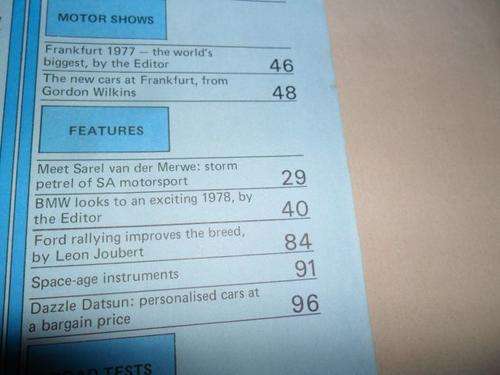 MOTOR SHOWS
Frankfurt 1977 – the world's
biggest, by the Editor 46
The new cars at Frankfurt, from
Gordon Wilkins 48
FEATURES
Meet Sarel van der Merwe: storm
petrel of SA motorsport 29
BMW looks to an exciting 1978, by
the Editor 40
Ford rallying improves the breed,
by Leon Joubert 84
Space-age instruments 91
Dazzle Datsun: personalised cars at
a bargain price 96
TESTS